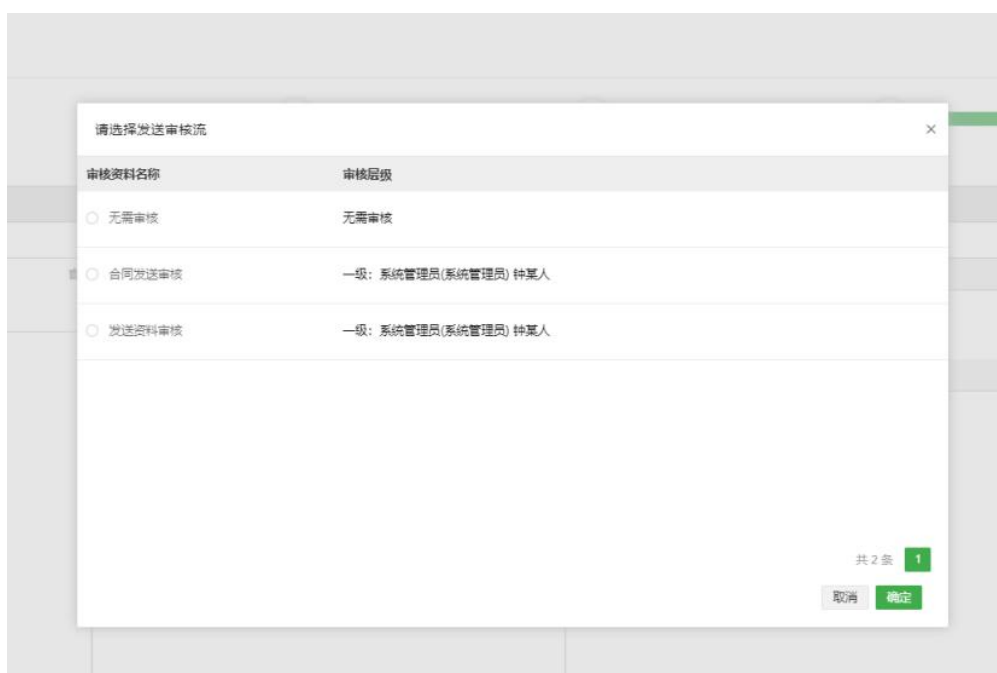 请选择发送审核流 ×
审核资料名称 审核层级
无需审核 无需审核
合同发送审核 一级：系统管理员(系统管理员) 钟某人
发送资料审核 一级：系统管理员(系统管理员) 钟某人
共 2 条 1
取消 确定